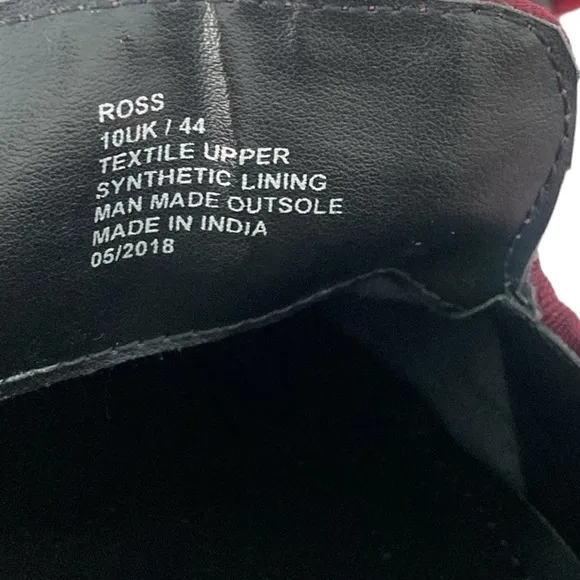 ROSS
10UK / 44
TEXTILE UPPER
SYNTHETIC LINING
MAN MADE OUTSOLE
MADE IN INDIA
05/2018